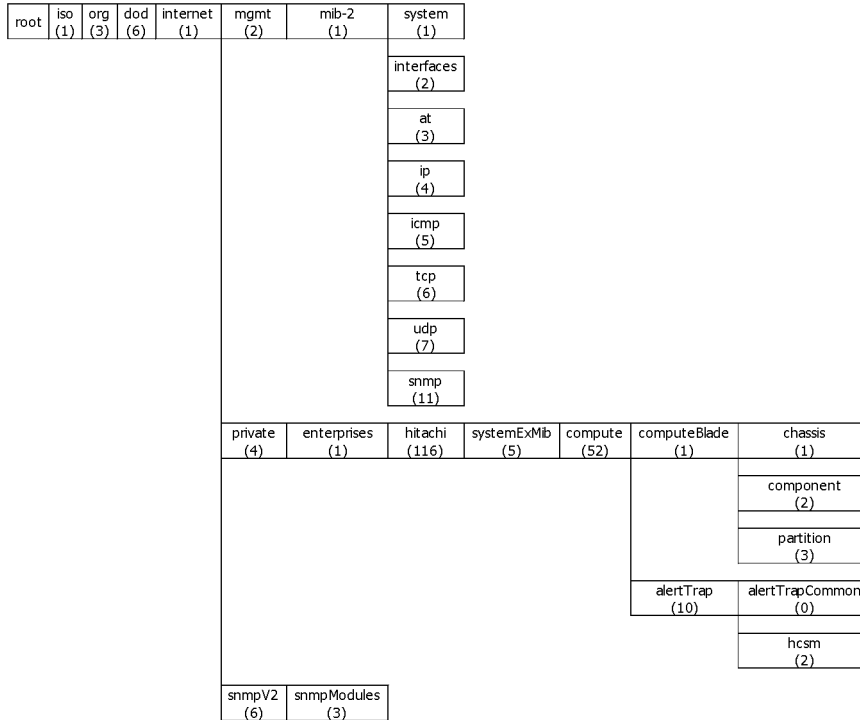 root iso org dod internet mgmt mib-2 system
(1) (3) (6) (1) (2) (1) (1)
interfaces
(2)
at
(3)
ip
(4)
icmp
(5)
tcp
(6)
udp
(7)
snmp
(11)
private enterprises hitachi systemExMib compute computeBlade chassis
(4) (1) (116) (5) (52) (1) (1)
component
(2)
partition
(3)
alertTrap alertTrapCommon
(10) (0)
hcsm
(2)
snmpV2 snmpModules
(6) (3)